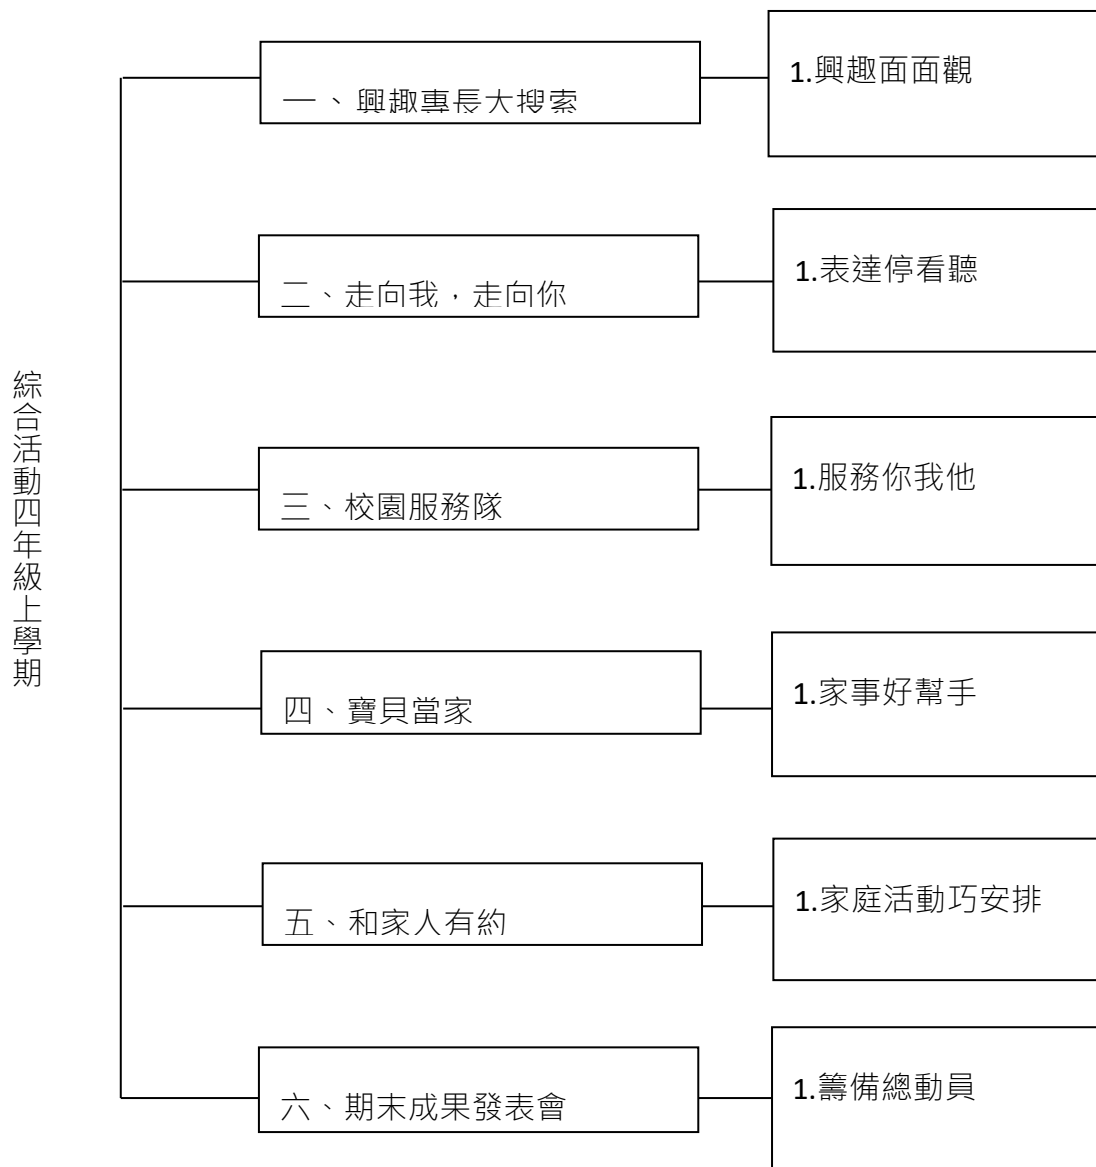 綜合活動四年級上學期
一、興趣專長大搜索
1.興趣面面觀
二、走向我，走向你
1.表達停看聽
三、校園服務隊
1.服務你我他
四、寶貝當家
1.家事好幫手
五、和家人有約
1.家庭活動巧安排
六、期末成果發表會
1.籌備總動員